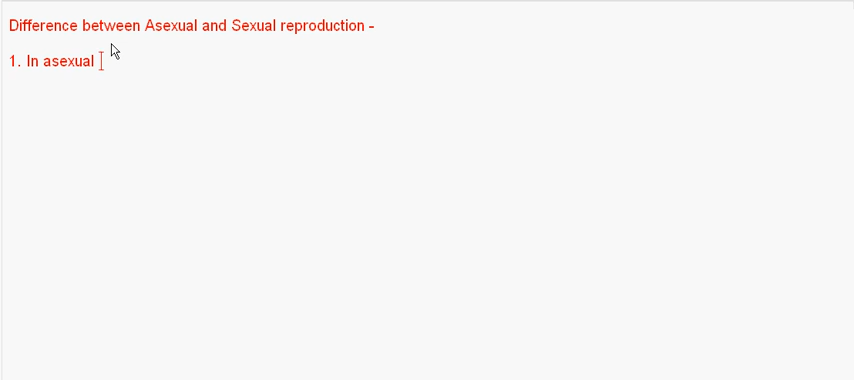 Difference between Asexual and Sexual reproduction -
1. In asexual